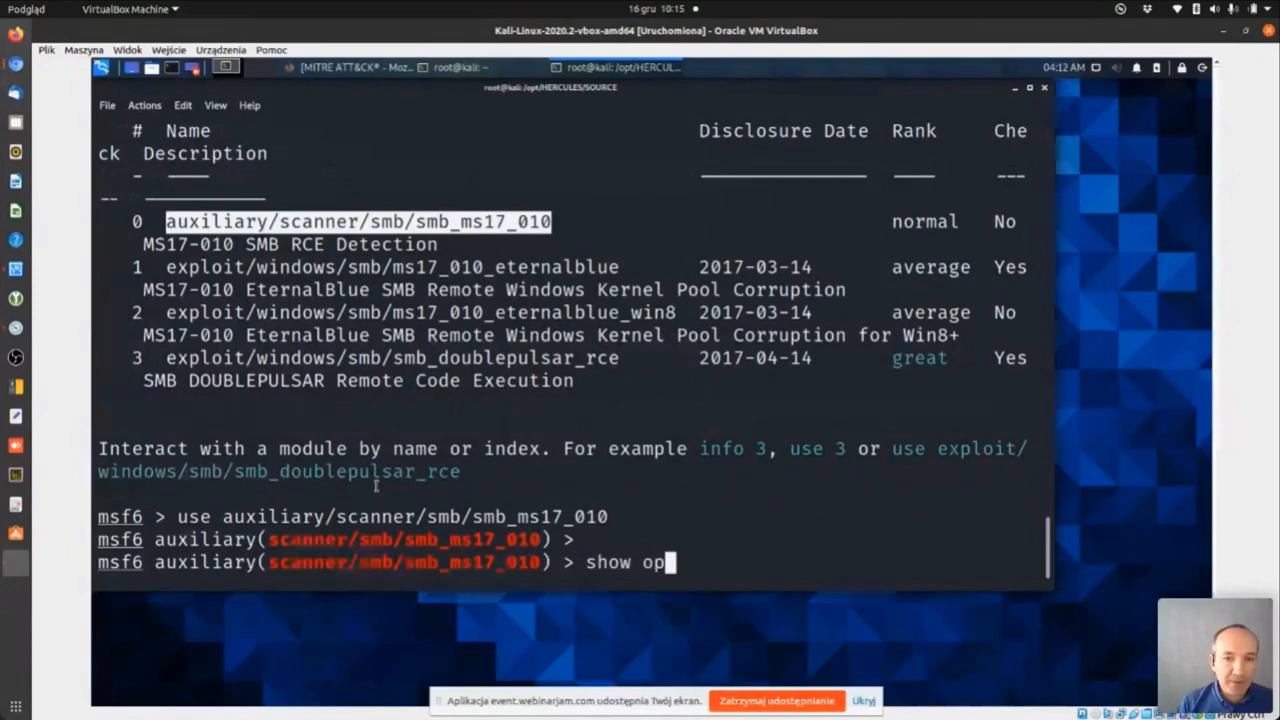 Podgląd
VirtualBox Machine
16 gru 10:15
Kali-Linux-2020.2-vbox-amd64 [Uruchomiona] - Oracle VM VirtualBox
Plik Maszyna Widok Wejście Urządzenia Pomoc
[MITRE ATT&CK® - Moz...
root@kali: ~
root@kali: /opt/HERCUL...
04:12 AM
root@kali: /opt/HERCULES/SOURCE
File Actions Edit View Help
# Name Disclosure Date Rank Che
ck Description
- ---- --------------- ---- ---
-- -----------
0 auxiliary/scanner/smb/smb_ms17_010 normal No
MS17-010 SMB RCE Detection
1 exploit/windows/smb/ms17_010_eternalblue 2017-03-14 average Yes
MS17-010 EternalBlue SMB Remote Windows Kernel Pool Corruption
2 exploit/windows/smb/ms17_010_eternalblue_win8 2017-03-14 average No
MS17-010 EternalBlue SMB Remote Windows Kernel Pool Corruption for Win8+
3 exploit/windows/smb/smb_doublepulsar_rce 2017-04-14 great Yes
SMB DOUBLEPULSAR Remote Code Execution
Interact with a module by name or index. For example info 3, use 3 or use exploit/
windows/smb/smb_doublepulsar_rce
msf6 > use auxiliary/scanner/smb/smb_ms17_010
msf6 auxiliary(scanner/smb/smb_ms17_010) >
msf6 auxiliary(scanner/smb/smb_ms17_010) > show op
Aplikacja event.webinarjam.com udostępnia Twój ekran. Zatrzymaj udostępnianie Ukryj
Prawy Ctrl